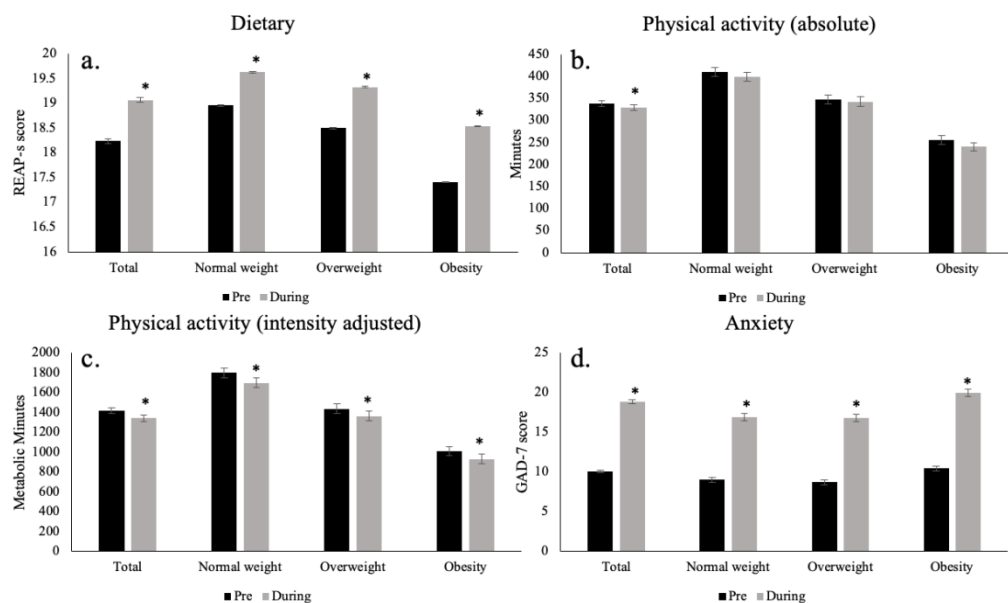 Dietary
a.
REAP-s score
20
19.5
19
18.5
18
17.5
17
16.5
16
*
*
*
*
Total Normal weight Overweight Obesity
Pre During
Physical activity (absolute)
b.
Minutes
450
400
350
300
250
200
150
100
50
0
*
Total Normal weight Overweight Obesity
Pre During
Physical activity (intensity adjusted)
c.
Metabolic Minutes
2000
1800
1600
1400
1200
1000
800
600
400
200
0
*
*
*
*
Total Normal weight Overweight Obesity
Pre During
Anxiety
d.
GAD-7 score
25
20
15
10
5
0
*
*
*
*
Total Normal weight Overweight Obesity
Pre During